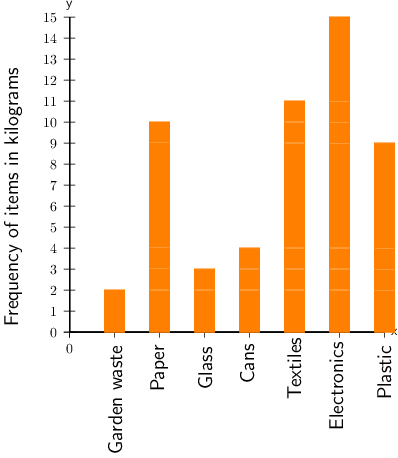 y
15
14
13
12
11
10
9
8
7
6
5
4
3
2
1
0
Frequency of items in kilograms
x
0
Garden waste
Paper
Glass
Cans
Textiles
Electronics
Plastic